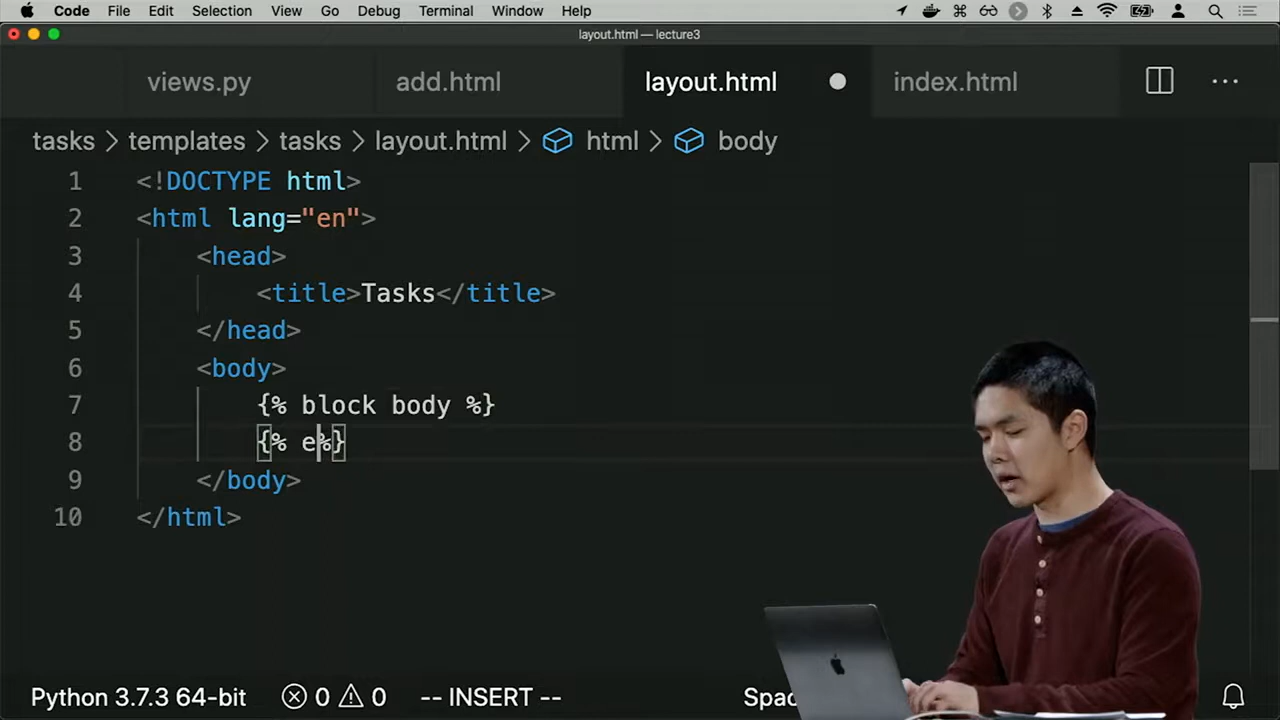 Code File Edit Selection View Go Debug Terminal Window Help
layout.html — lecture3
views.py add.html layout.html index.html
tasks > templates > tasks > layout.html > html > body
1 <!DOCTYPE html>
2 <html lang="en">
3 <head>
4 <title>Tasks</title>
5 </head>
6 <body>
7 {% block body %}
8 {% e%}
9 </body>
10 </html>
Python 3.7.3 64-bit 0 0 -- INSERT -- Spac